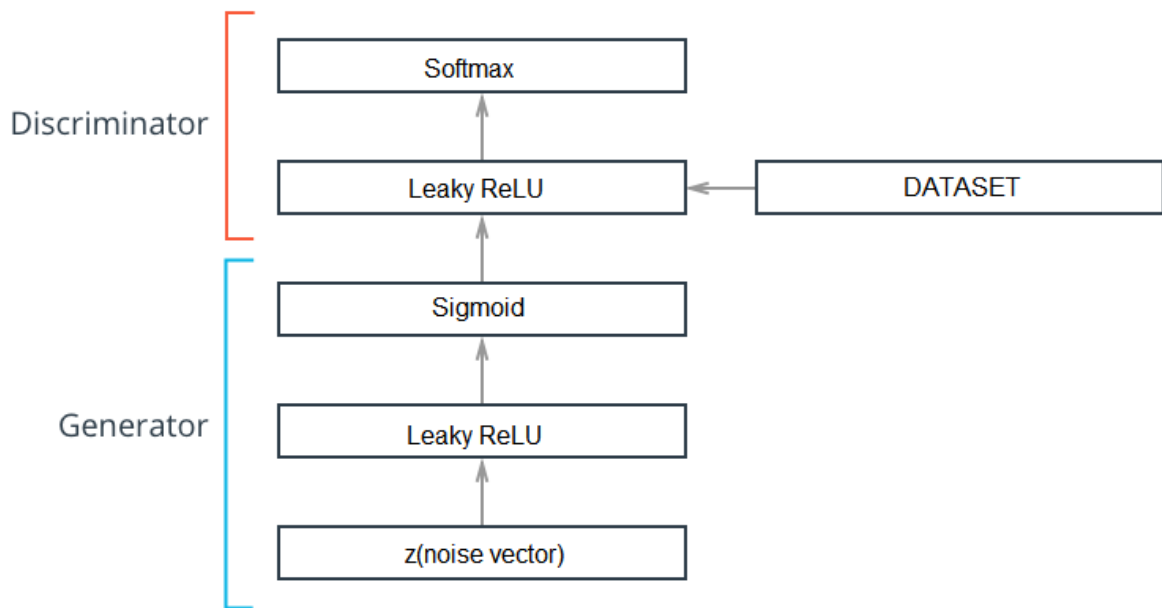 Softmax
Discriminator
Leaky ReLU
DATASET
Sigmoid
Generator
Leaky ReLU
z(noise vector)